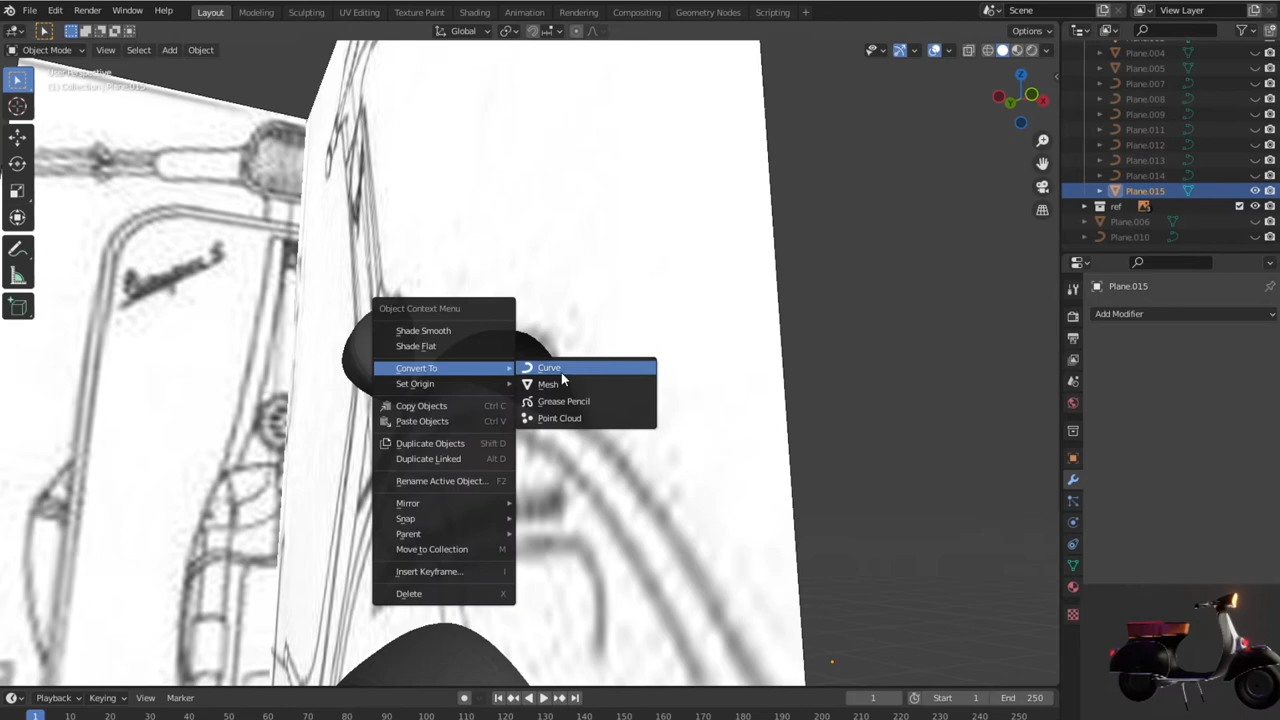 File Edit Render Window Help Layout Modeling Sculpting UV Editing Texture Paint Shading Animation Rendering Compositing Geometry Nodes Scripting + Scene View Layer
Global Options
Object Mode View Select Add Object
User Perspective
(1) Collection | Plane.015
Plane.004
Plane.005
Plane.007
Plane.008
Plane.009
Plane.011
Plane.012
Plane.013
Plane.014
Plane.015
ref
Plane.006
Plane.010
Plane.015
Add Modifier
Z
X
Y
Object Context Menu
Shade Smooth
Shade Flat
Convert To
Set Origin
Copy Objects Ctrl C
Paste Objects Ctrl V
Duplicate Objects Shift D
Duplicate Linked Alt D
Rename Active Object... F2
Mirror
Snap
Parent
Move to Collection M
Insert Keyframe... I
Delete X
Curve
Mesh
Grease Pencil
Point Cloud
Playback Keying View Marker 1 Start 1 End 250
1 10 20 30 40 50 60 70 80 90 100 110 120 130 140 150 160 170 180 190 200 210 220 230 240 250